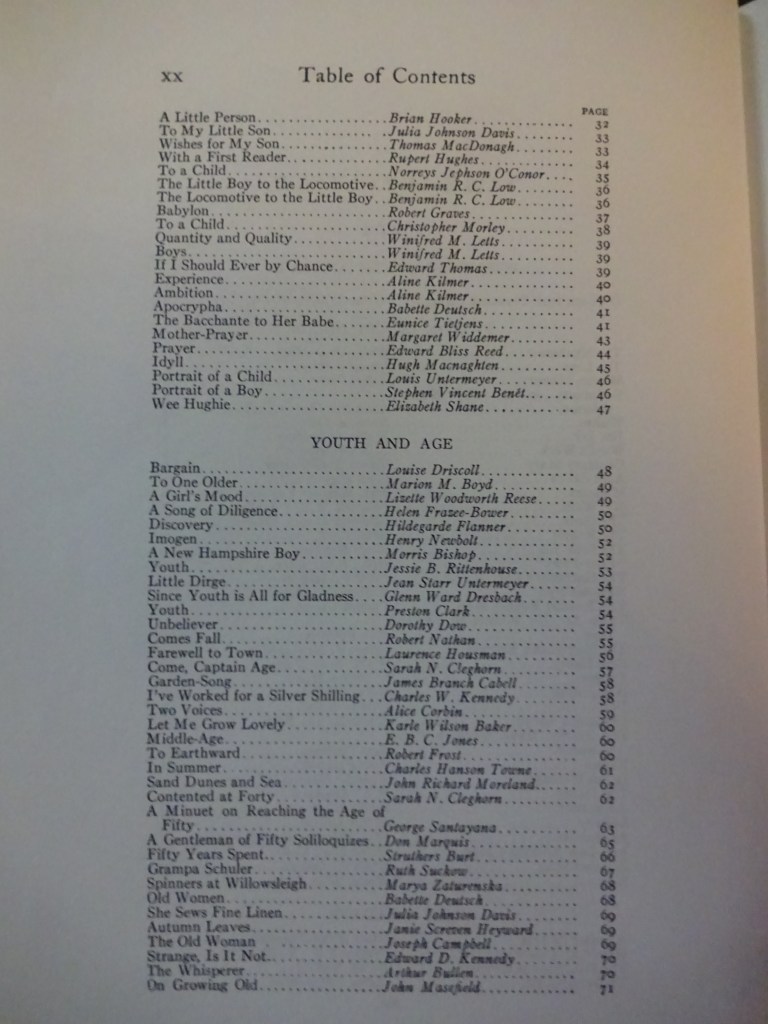 xx Table of Contents
PAGE
A Little Person..................Brian Hooker............... 32
To My Little Son............... .Julia Johnson Davis........ 33
Wishes for My Son...............Thomas MacDonagh....... 33
With a First Reader..............Rupert Hughes............. 34
To a Child......................Norreys Jephson O'Conor.... 35
The Little Boy to the Locomotive..Benjamin R. C. Low........ 36
The Locomotive to the Little Boy..Benjamin R. C. Low........ 36
Babylon.........................Robert Graves.............. 37
To a Child......................Christopher Morley.......... 38
Quantity and Quality.............Winifred M. Letts.......... 39
Boys............................Winifred M. Letts.......... 39
If I Should Ever by Chance.......Edward Thomas............ 39
Experience......................Aline Kilmer............... 40
Ambition........................Aline Kilmer............... 40
Apocrypha......................Babette Deutsch............. 41
The Bacchante to Her Babe.......Eunice Tietjens............. 41
Mother-Prayer...................Margaret Widdemer......... 43
Prayer..........................Edward Bliss Reed.......... 44
Idyll............................Hugh Macnaghten.......... 45
Portrait of a Child...............Louis Untermeyer........... 46
Portrait of a Boy................Stephen Vincent Benét....... 46
Wee Hughie.....................Elizabeth Shane............ 47
YOUTH AND AGE
Bargain.........................Louise Driscoll............. 48
To One Older....................Marion M. Boyd........... 49
A Girl's Mood...................Lizette Woodworth Reese..... 49
A Song of Diligence..............Helen Frazee-Bower......... 50
Discovery.......................Hildegarde Flanner.......... 50
Imogen.........................Henry Newbolt............. 52
A New Hampshire Boy...........Morris Bishop.............. 52
Youth..........................Jessie B. Rittenhouse........ 53
Little Dirge......................Jean Starr Untermeyer....... 54
Since Youth is All for Gladness....Glenn Ward Dresbach....... 54
Youth..........................Preston Clark............... 54
Unbeliever......................Dorothy Dow............... 55
Comes Fall......................Robert Nathan.............. 55
Farewell to Town................Laurence Housman.......... 56
Come, Captain Age..............Sarah N. Cleghorn.......... 57
Garden-Song....................James Branch Cabell........ 58
I've Worked for a Silver Shilling...Charles W. Kennedy........ 58
Two Voices......................Alice Corbin................ 59
Let Me Grow Lovely.............Karle Wilson Baker......... 60
Middle-Age.....................E. B. C. Jones.............. 60
To Earthward...................Robert Frost................ 60
In Summer......................Charles Hanson Towne...... 61
Sand Dunes and Sea.............John Richard Moreland..... 62
Contented at Forty..............Sarah N. Cleghorn.......... 62
A Minuet on Reaching the Age of
Fifty..........................George Santayana........... 63
A Gentleman of Fifty Soliloquizes..Don Marquis............... 65
Fifty Years Spent................Struthers Burt.............. 66
Grampa Schuler.................Ruth Suckow............... 67
Spinners at Willowsleigh..........Marya Zaturenska.......... 68
Old Women.....................Babette Deutsch............. 68
She Sews Fine Linen..............Julia Johnson Davis......... 69
Autumn Leaves..................Janie Screven Heyward...... 69
The Old Woman ................Joseph Campbell............ 69
Strange, Is It Not................Edward D. Kennedy........ 70
The Whisperer..................Arthur Bullen.............. 70
On Growing Old.................John Masefield............. 71